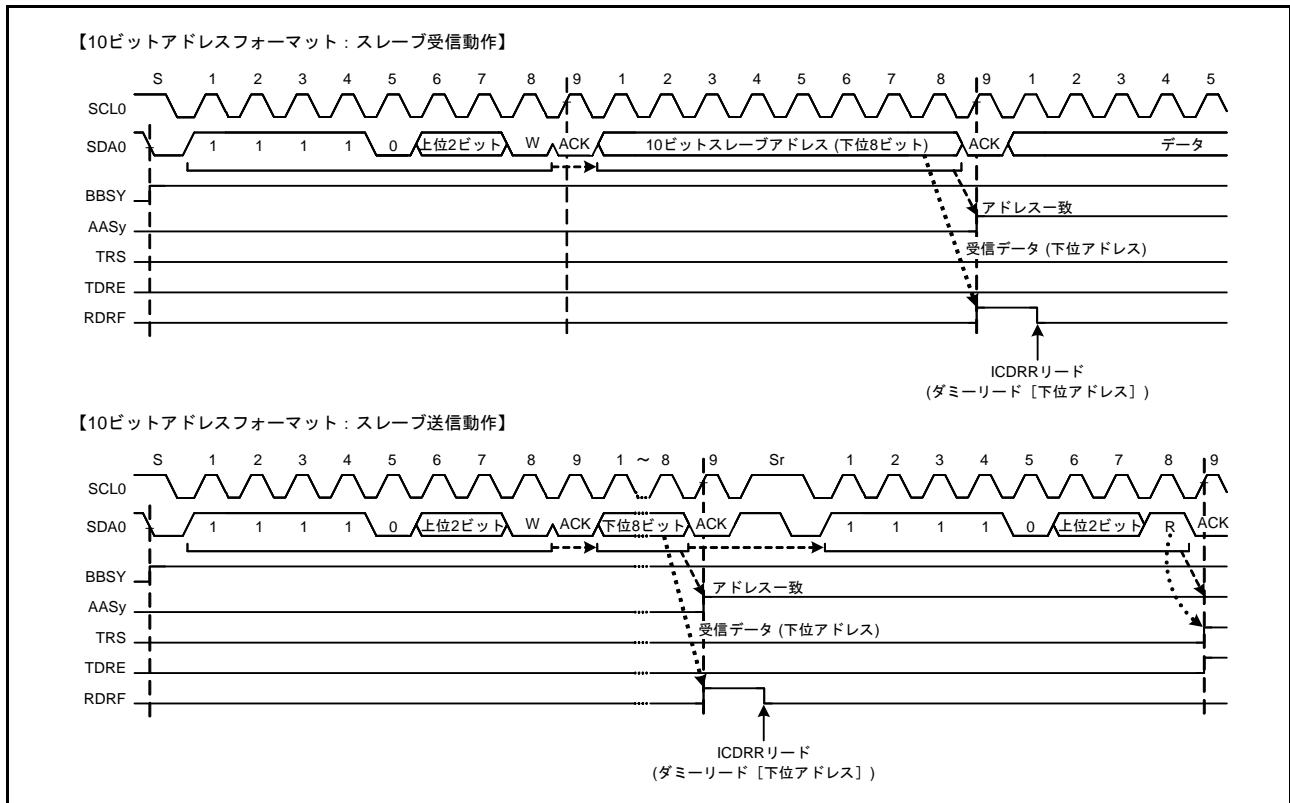 【10ビットアドレスフォーマット：スレーブ受信動作】
S 1 2 3 4 5 6 7 8 9 1 2 3 4 5 6 7 8 9 1 2 3 4 5
SCL0
SDA0 1 1 1 1 0 上位2ビット W ACK 10ビットスレーブアドレス (下位8ビット) ACK データ
BBSY
アドレス一致
AASy
受信データ (下位アドレス)
TRS
TDRE
RDRF
ICDRRリード
(ダミーリード［下位アドレス］)
【10ビットアドレスフォーマット：スレーブ送信動作】
S 1 2 3 4 5 6 7 8 9 1 ～ 8 9 Sr 1 2 3 4 5 6 7 8 9
SCL0
SDA0 1 1 1 1 0 上位2ビット W ACK 下位8ビット ACK 1 1 1 1 0 上位2ビット R ACK
BBSY
アドレス一致
AASy
受信データ (下位アドレス)
TRS
TDRE
RDRF
ICDRRリード
(ダミーリード［下位アドレス］)